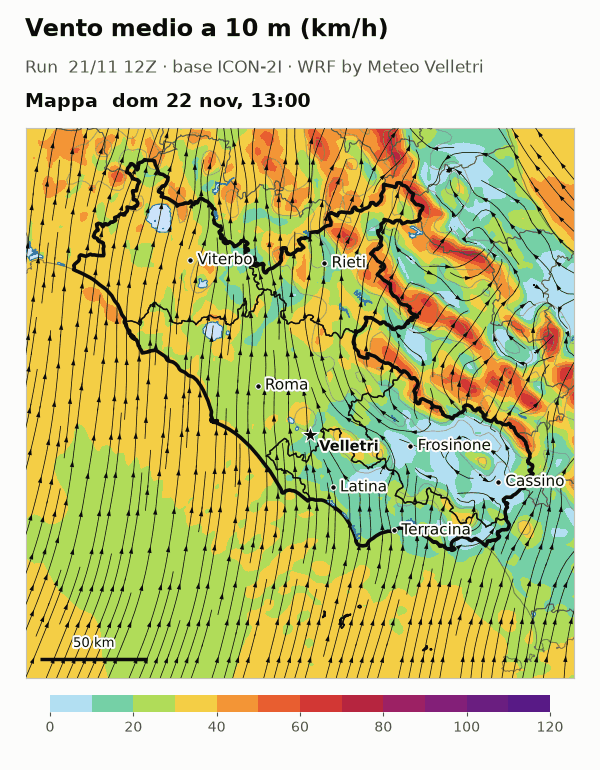 Vento medio a 10 m (km/h)
Run  21/11 12Z · base ICON-2I · WRF by Meteo Velletri
Mappa  dom 22 nov, 13:00
Viterbo
Rieti
Roma
Velletri
Frosinone
Cassino
Latina
Terracina
50 km
0 20 40 60 80 100 120